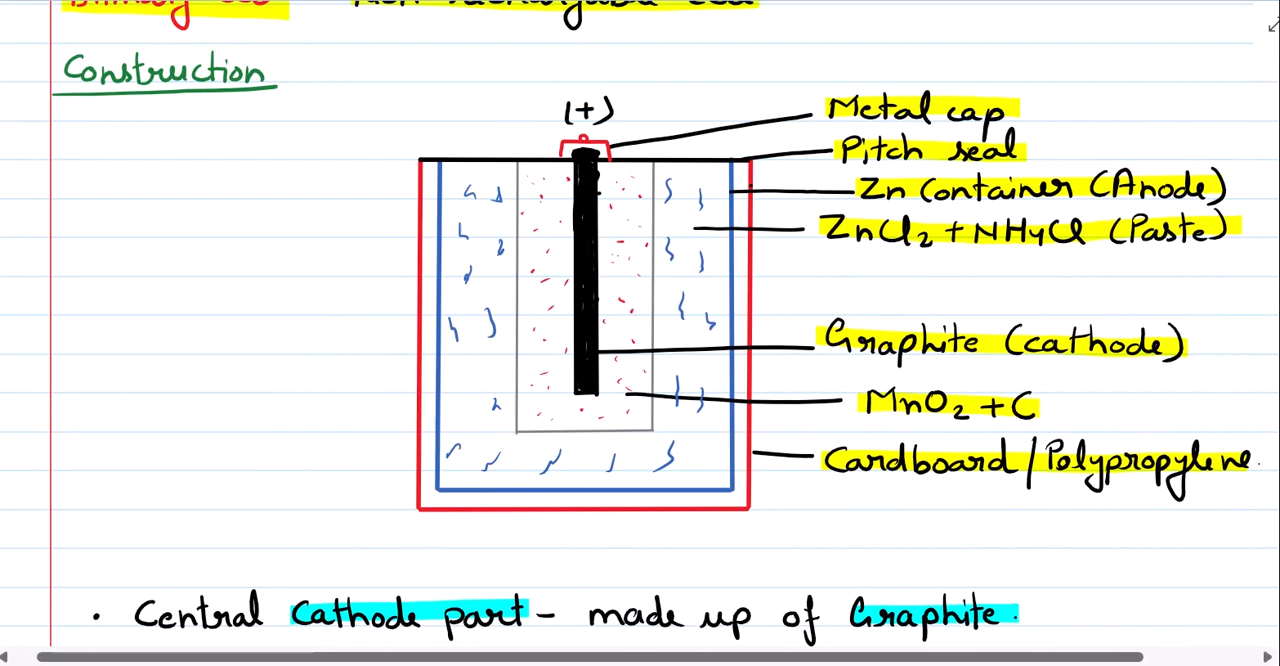 Construction
(+)
Metal cap
Pitch seal
Zn Container (Anode)
ZnCl2 + NH4Cl (Paste)
Graphite (cathode)
MnO2 + C
Cardboard / Polypropylene.
• Central Cathode part – made up of Graphite.